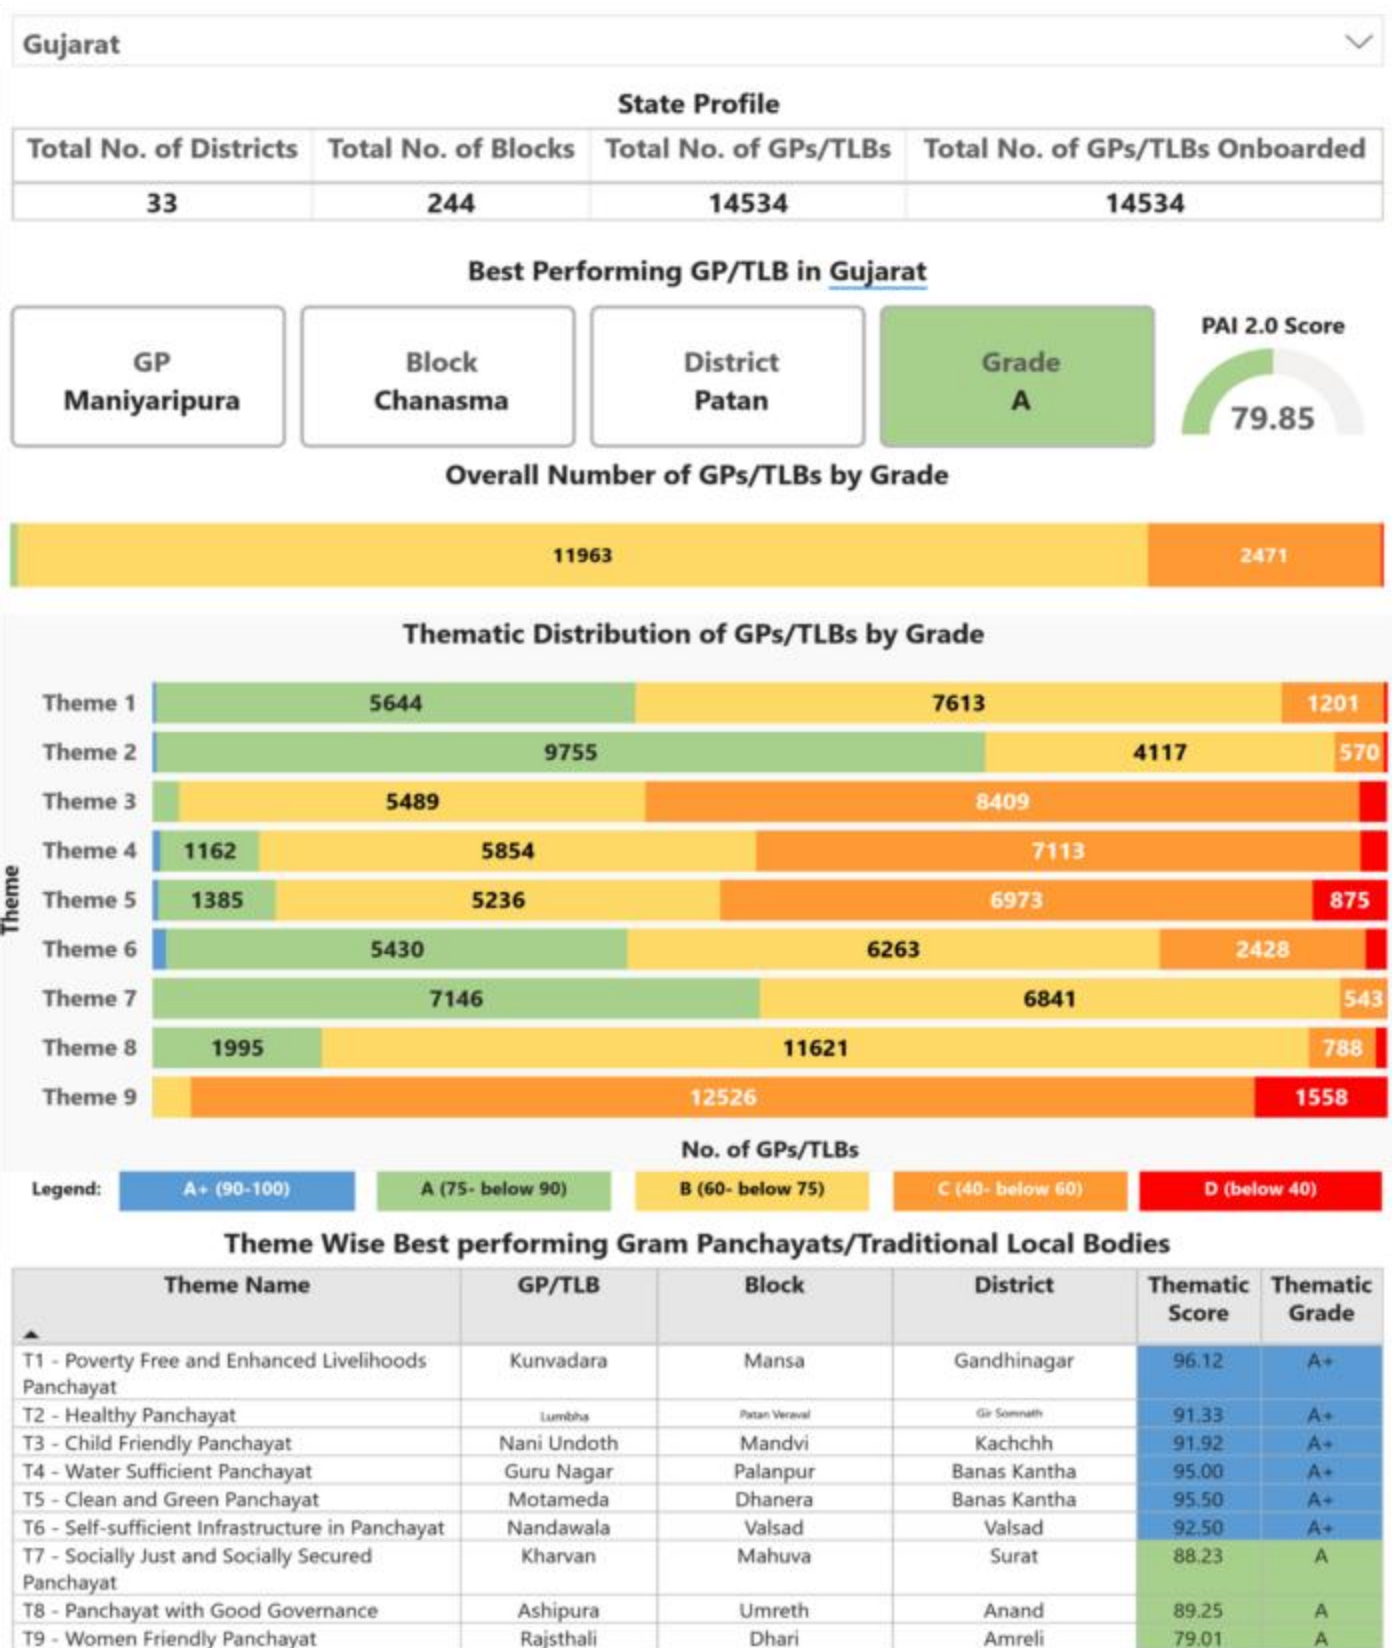 Gujarat
State Profile
Total No. of Districts Total No. of Blocks Total No. of GPs/TLBs Total No. of GPs/TLBs Onboarded
33 244 14534 14534
Best Performing GP/TLB in Gujarat
GP Block District Grade PAI 2.0 Score
Maniyaripura Chanasma Patan A 79.85
Overall Number of GPs/TLBs by Grade
11963 2471
Thematic Distribution of GPs/TLBs by Grade
Theme
Theme 1 5644 7613 1201
Theme 2 9755 4117 570
Theme 3 5489 8409
Theme 4 1162 5854 7113
Theme 5 1385 5236 6973 875
Theme 6 5430 6263 2428
Theme 7 7146 6841 543
Theme 8 1995 11621 788
Theme 9 12526 1558
No. of GPs/TLBs
Legend: A+ (90-100) A (75- below 90) B (60- below 75) C (40- below 60) D (below 40)
Theme Wise Best performing Gram Panchayats/Traditional Local Bodies
Theme Name GP/TLB Block District Thematic Thematic
Score Grade
T1 - Poverty Free and Enhanced Livelihoods Kunvadara Mansa Gandhinagar 96.12 A+
Panchayat
T2 - Healthy Panchayat Lumbha Patan Veraval Gir Somnath 91.33 A+
T3 - Child Friendly Panchayat Nani Undoth Mandvi Kachchh 91.92 A+
T4 - Water Sufficient Panchayat Guru Nagar Palanpur Banas Kantha 95.00 A+
T5 - Clean and Green Panchayat Motameda Dhanera Banas Kantha 95.50 A+
T6 - Self-sufficient Infrastructure in Panchayat Nandawala Valsad Valsad 92.50 A+
T7 - Socially Just and Socially Secured Kharvan Mahuva Surat 88.23 A
Panchayat
T8 - Panchayat with Good Governance Ashipura Umreth Anand 89.25 A
T9 - Women Friendly Panchayat Rajsthali Dhari Amreli 79.01 A